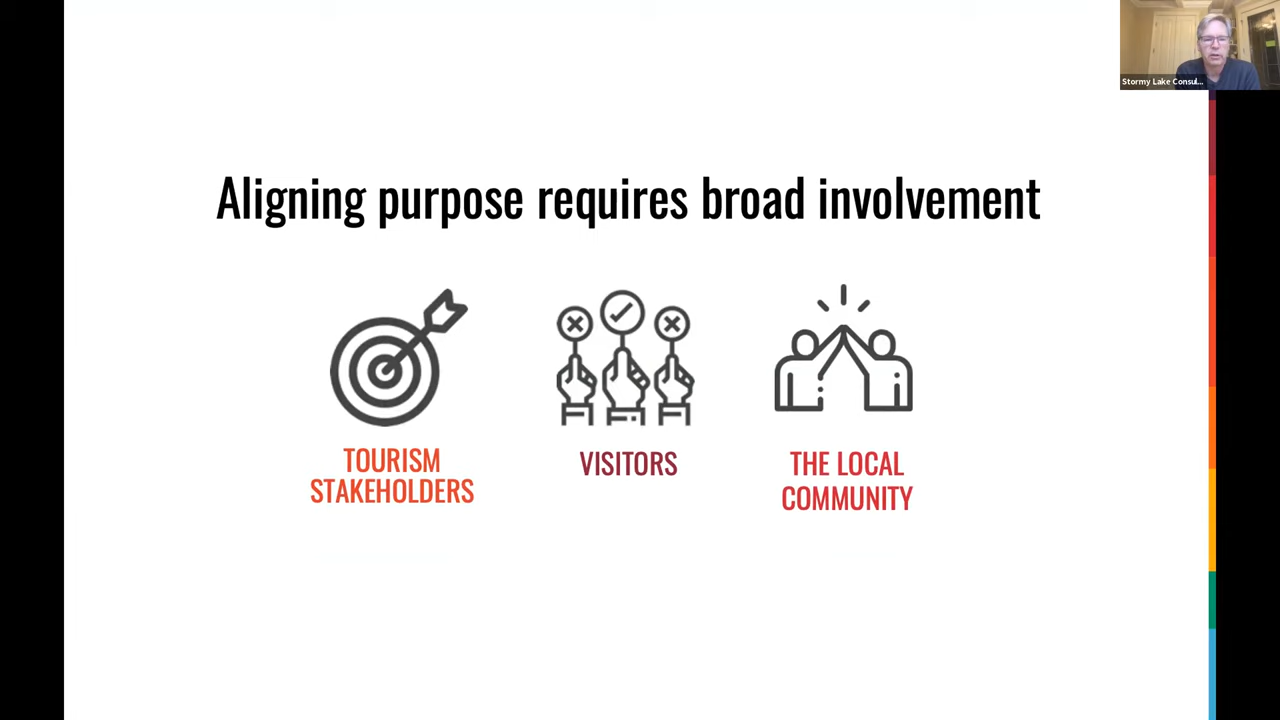 Stormy Lake Consul...
Aligning purpose requires broad involvement
TOURISM
STAKEHOLDERS
VISITORS
THE LOCAL
COMMUNITY